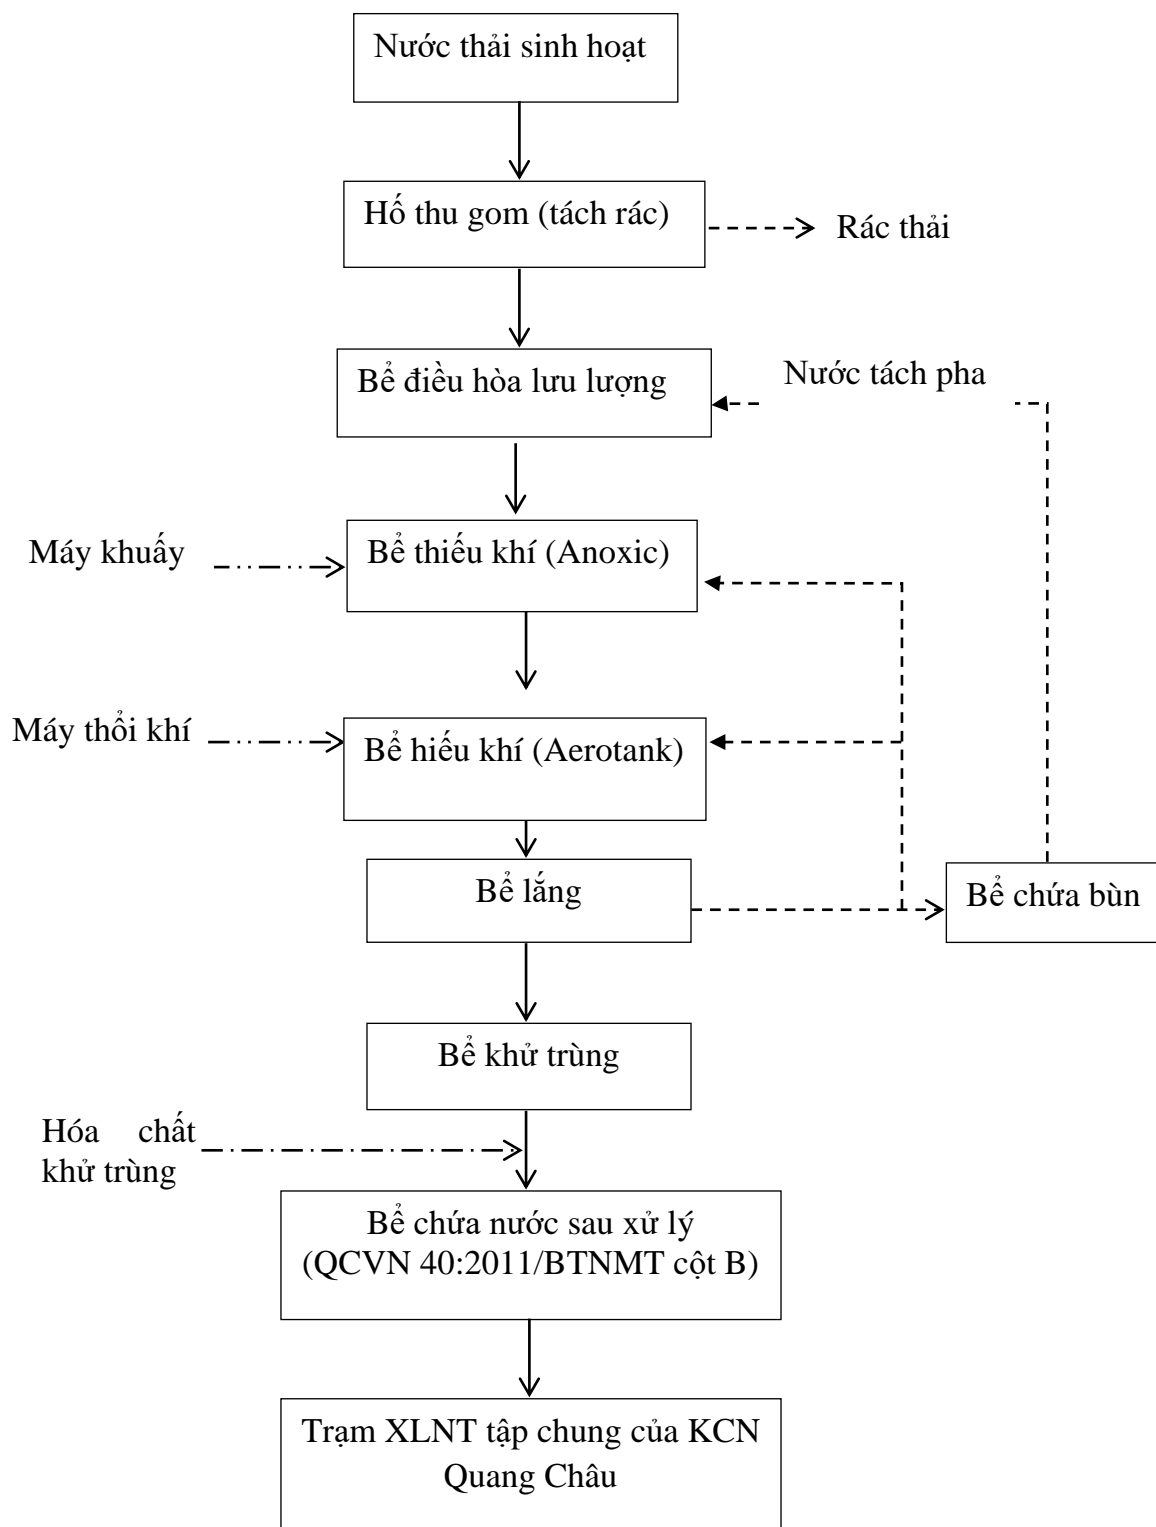 Nước thải sinh hoạt
Hố thu gom (tách rác)
Rác thải
Bể điều hòa lưu lượng
Nước tách pha
Máy khuấy
Bể thiếu khí (Anoxic)
Máy thổi khí
Bể hiếu khí (Aerotank)
Bể lắng
Bể chứa bùn
Bể khử trùng
Hóa chất
khử trùng
Bể chứa nước sau xử lý
(QCVN 40:2011/BTNMT cột B)
Trạm XLNT tập chung của KCN
Quang Châu